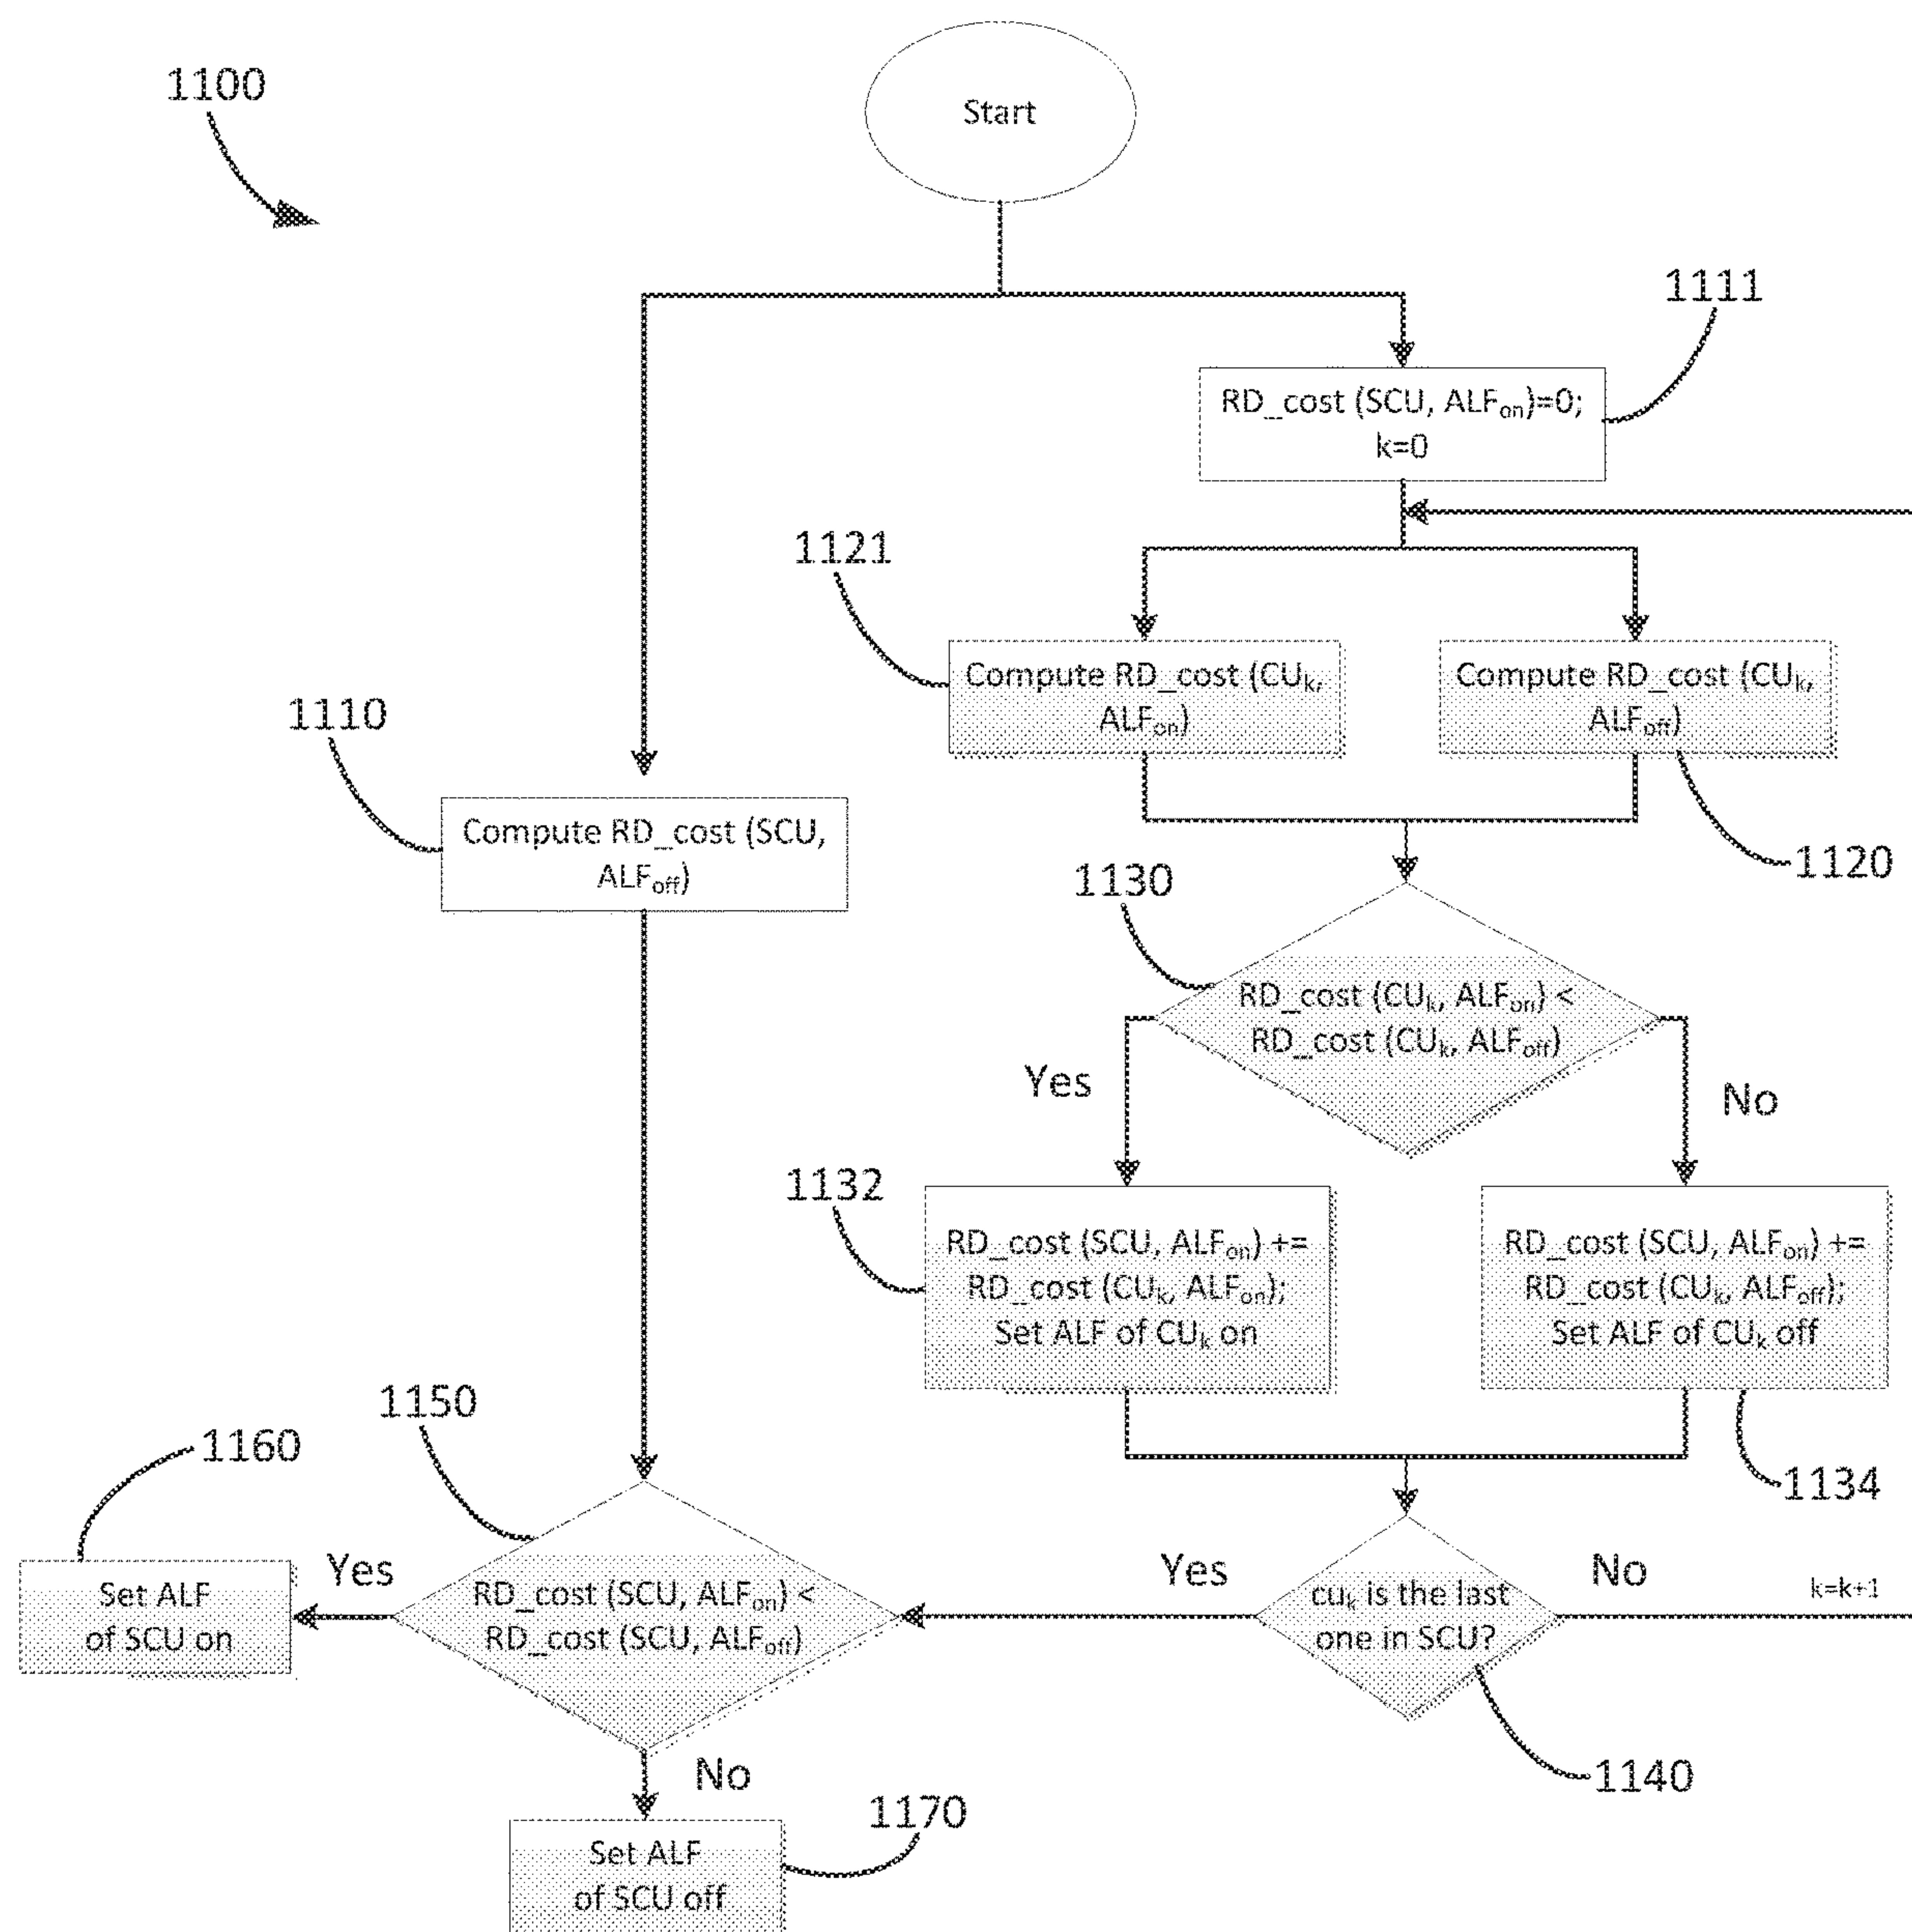 1100
Start
1111
RD_cost (SCU, ALFon)=0;
k=0
1121
Compute RD_cost (CUk,
ALFon)
Compute RD_cost (CUk,
ALFoff)
1110
1120
Compute RD_cost (SCU,
ALFoff)
1130
RD_cost (CUk, ALFon) <
RD_cost (CUk, ALFoff)
Yes
No
1132
RD_cost (SCU, ALFon) +=
RD_cost (CUk, ALFon);
Set ALF of CUk on
RD_cost (SCU, ALFon) +=
RD_cost (CUk, ALFoff);
Set ALF of CUk off
1134
1150
1160
Set ALF
of SCU on
Yes
RD_cost (SCU, ALFon) <
RD_cost (SCU, ALFoff)
Yes
cuk is the last
one in SCU?
No
k=k+1
No
1140
1170
Set ALF
of SCU off